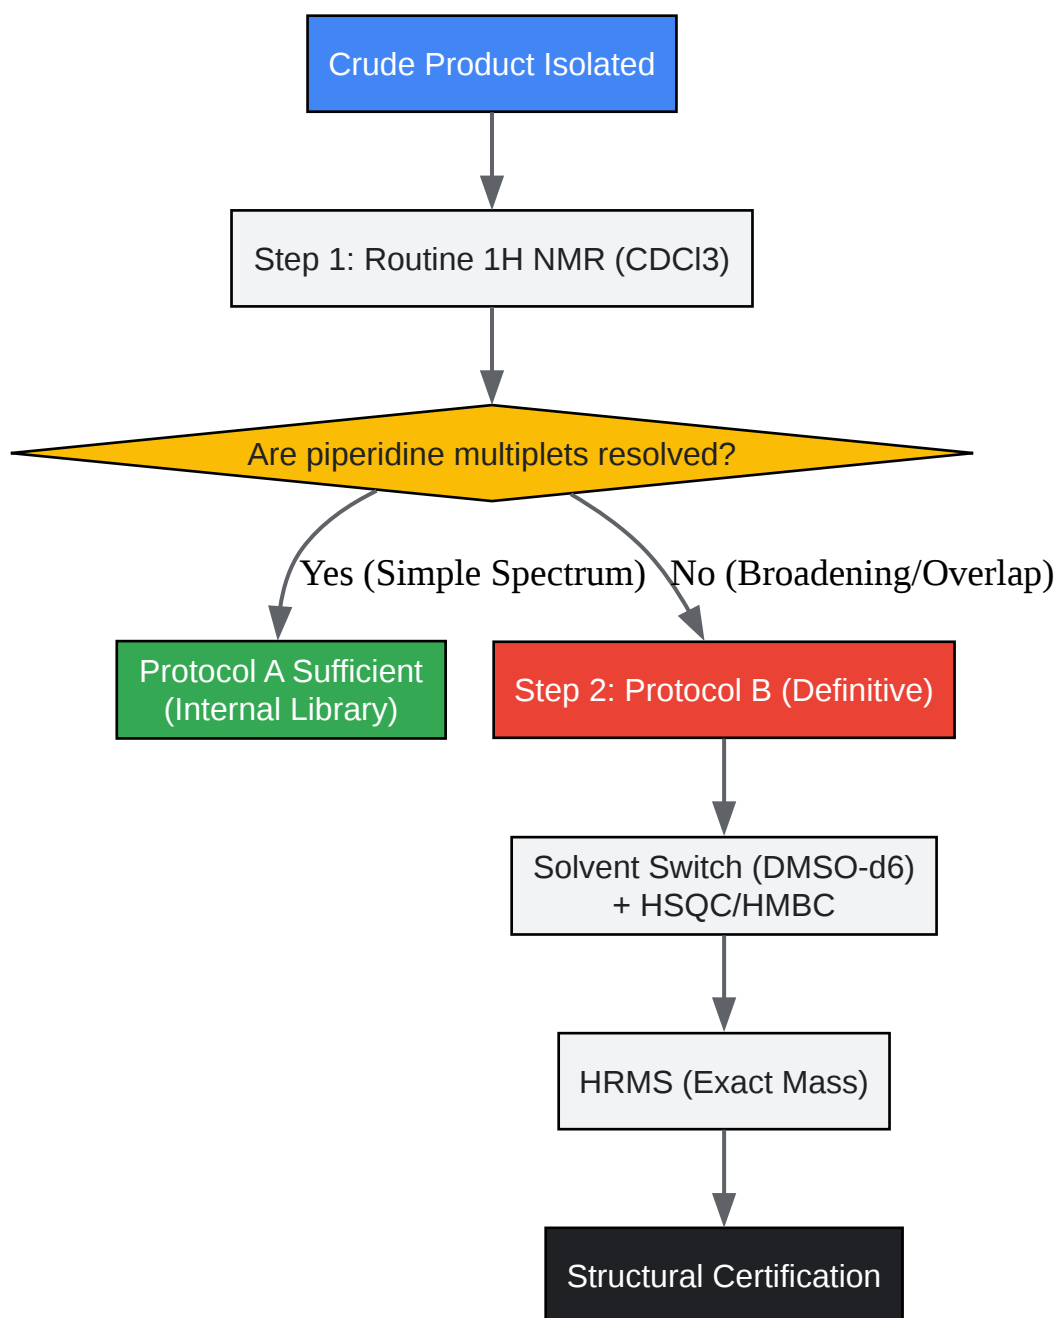 Crude Product Isolated
Step 1: Routine 1H NMR (CDCl3)
Are piperidine multiplets resolved?
Yes (Simple Spectrum)
No (Broadening/Overlap)
Protocol A Sufficient
(Internal Library)
Step 2: Protocol B (Definitive)
Solvent Switch (DMSO-d6)
+ HSQC/HMBC
HRMS (Exact Mass)
Structural Certification